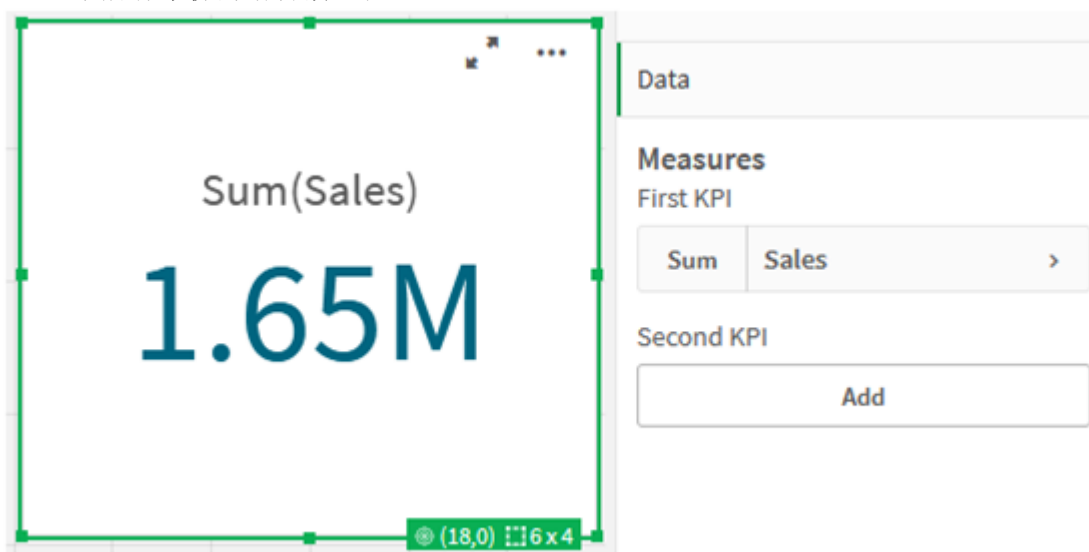 Sum(Sales)
1.65M
(18,0) 6 x 4
Data
Measures
First KPI
Sum Sales
Second KPI
Add